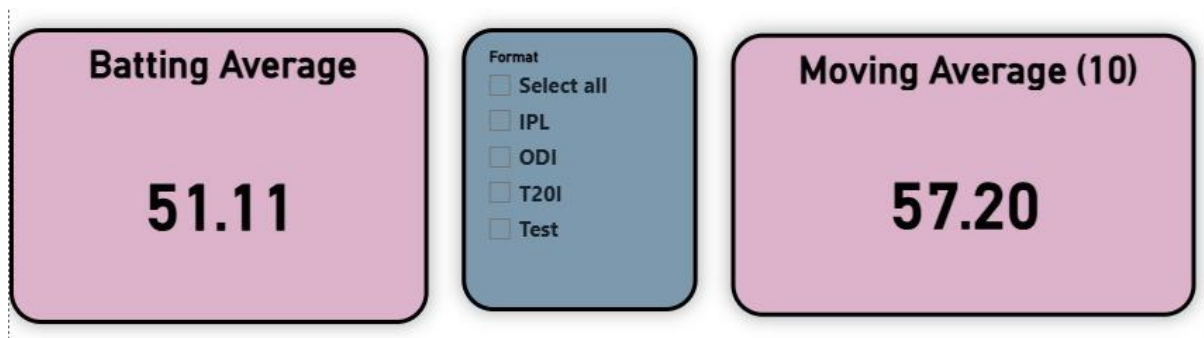 Batting Average
51.11
Format
Select all
IPL
ODI
T20I
Test
Moving Average (10)
57.20